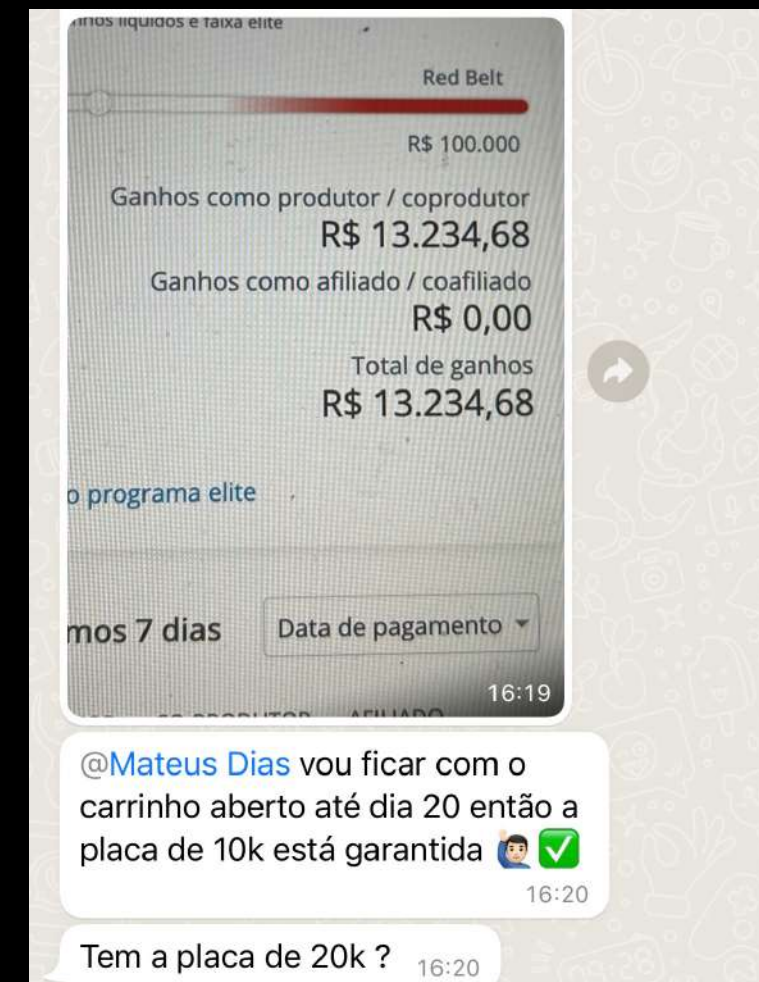 líquidos e faixa elite
Red Belt
R$ 100.000
Ganhos como produtor / coprodutor
R$ 13.234,68
Ganhos como afiliado / coafiliado
R$ 0,00
Total de ganhos
R$ 13.234,68
o programa elite
mos 7 dias
Data de pagamento
16:19
@Mateus Dias vou ficar com o
carrinho aberto até dia 20 então a
placa de 10k está garantida 🙋🏻‍♂️ ✅
16:20
Tem a placa de 20k ? 16:20